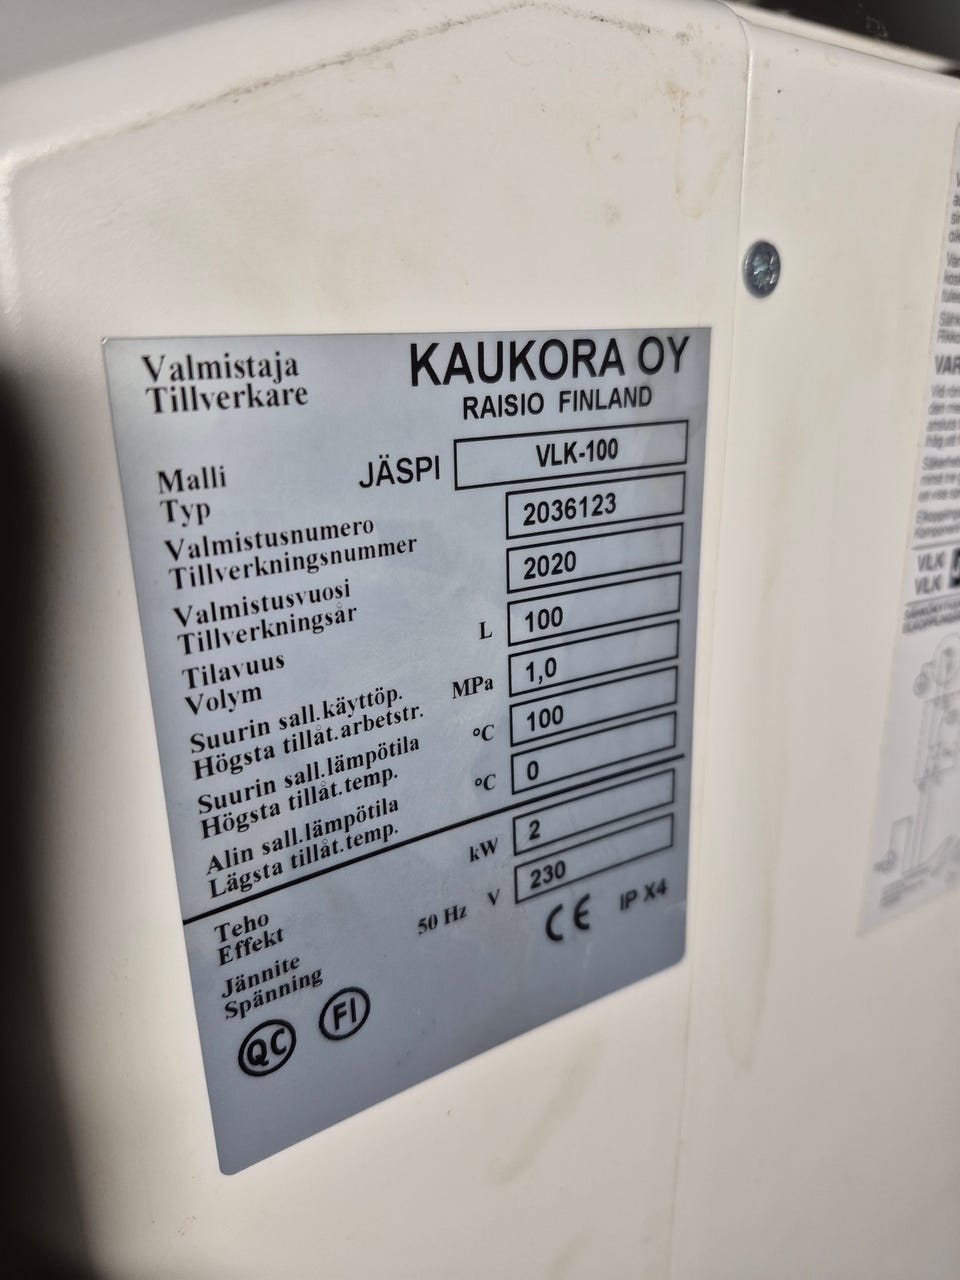 Valmistaja
Tillverkare
KAUKORA OY
RAISIO FINLAND
Malli
Typ
JÄSPI
VLK-100
Valmistusnumero
Tillverkningsnummer
2036123
Valmistusvuosi
Tillverkningsår
2020
Tilavuus
Volym
L
100
Suurin sall.käyttöp.
Högsta tillåt.arbetstr.
MPa
1,0
Suurin sall.lämpötila
Högsta tillåt.temp.
°C
100
Alin sall.lämpötila
Lägsta tillåt.temp.
°C
0
Teho
Effekt
kW
2
Jännite
Spänning
50 Hz V
230
CE IP X4
QC FI
VAR
VLK
VLK